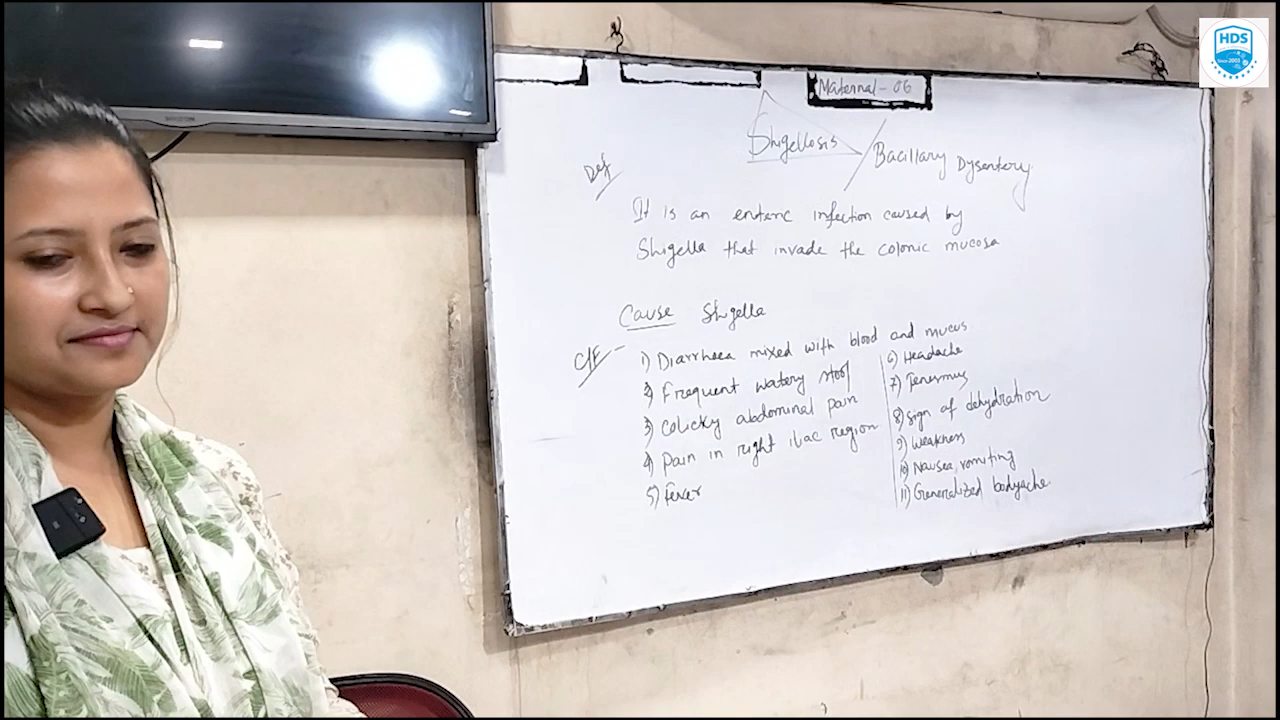 HDS
Since 2003
Maternal - 06
Shigellosis / Bacillary Dysentery
Def
It is an enteric infection caused by
Shigella that invade the colonic mucosa
Cause Shigella
C/F -
1) Diarrhoea mixed with blood and mucus
2) Frequent watery stool
3) Colicky abdominal pain
4) Pain in right iliac region
5) Fever
6) Headache
7) Tenesmus
8) Sign of dehydration
9) Weakness
10) Nausea, vomiting
11) Generalized bodyache